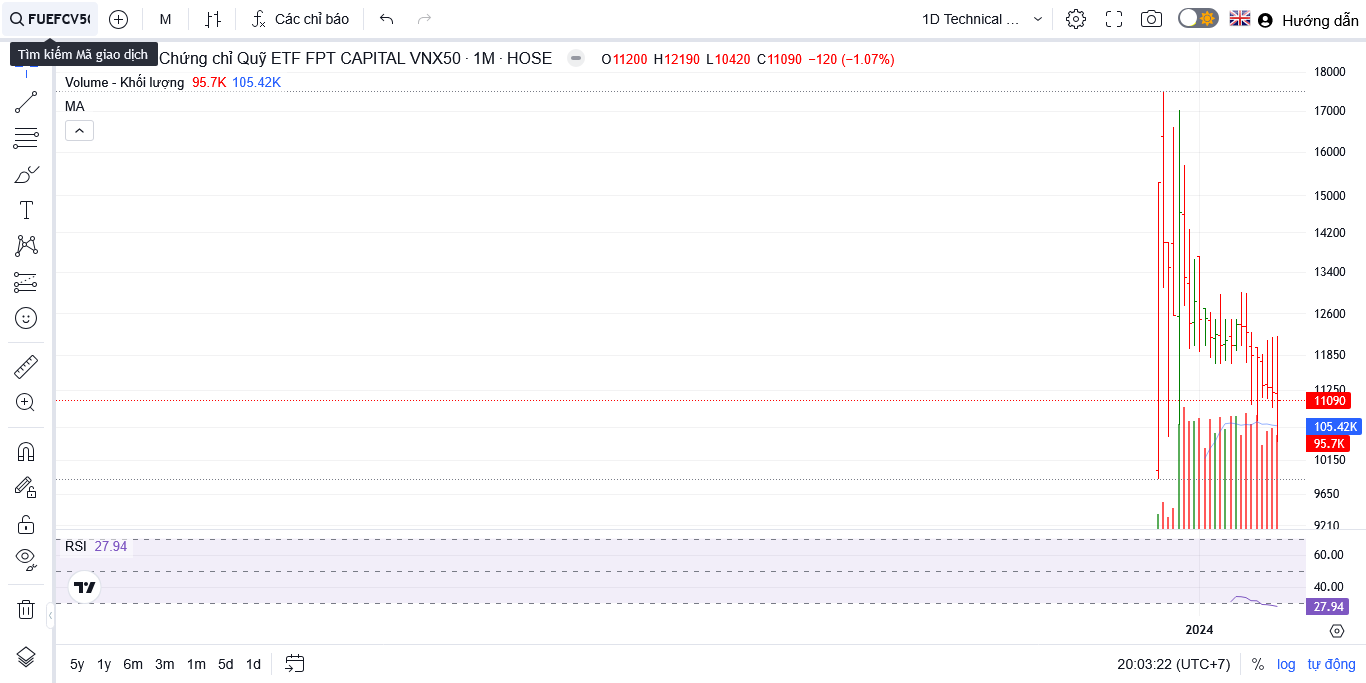 FUEFCV50
M
Các chỉ báo
1D Technical ...
Hướng dẫn
Tìm kiếm Mã giao dịch
Chứng chỉ Quỹ ETF FPT CAPITAL VNX50 · 1M · HOSE
O11200 H12190 L10420 C11090 −120 (−1.07%)
Volume - Khối lượng 95.7K 105.42K
MA
18000
17000
16000
15000
14200
13400
12600
11850
11250
11090
105.42K
95.7K
10150
9650
9210
RSI 27.94
60.00
40.00
27.94
2024
5y 1y 6m 3m 1m 5d 1d
20:03:22 (UTC+7)
% log tự động